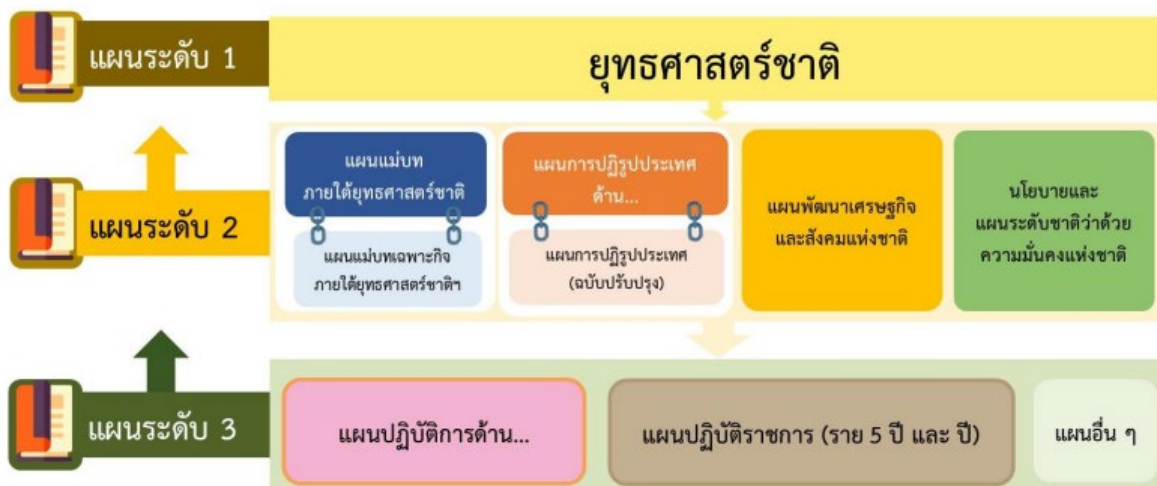 แผนระดับ 1
ยุทธศาสตร์ชาติ
แผนระดับ 2
แผนแม่บท
ภายใต้ยุทธศาสตร์ชาติ
แผนแม่บทเฉพาะกิจ
ภายใต้ยุทธศาสตร์ชาติฯ
แผนการปฏิรูปประเทศ
ด้าน...
แผนการปฏิรูปประเทศ
(ฉบับปรับปรุง)
แผนพัฒนาเศรษฐกิจ
และสังคมแห่งชาติ
นโยบายและ
แผนระดับชาติว่าด้วย
ความมั่นคงแห่งชาติ
แผนระดับ 3
แผนปฏิบัติการด้าน...
แผนปฏิบัติราชการ (ราย 5 ปี และ ปี)
แผนอื่น ๆ